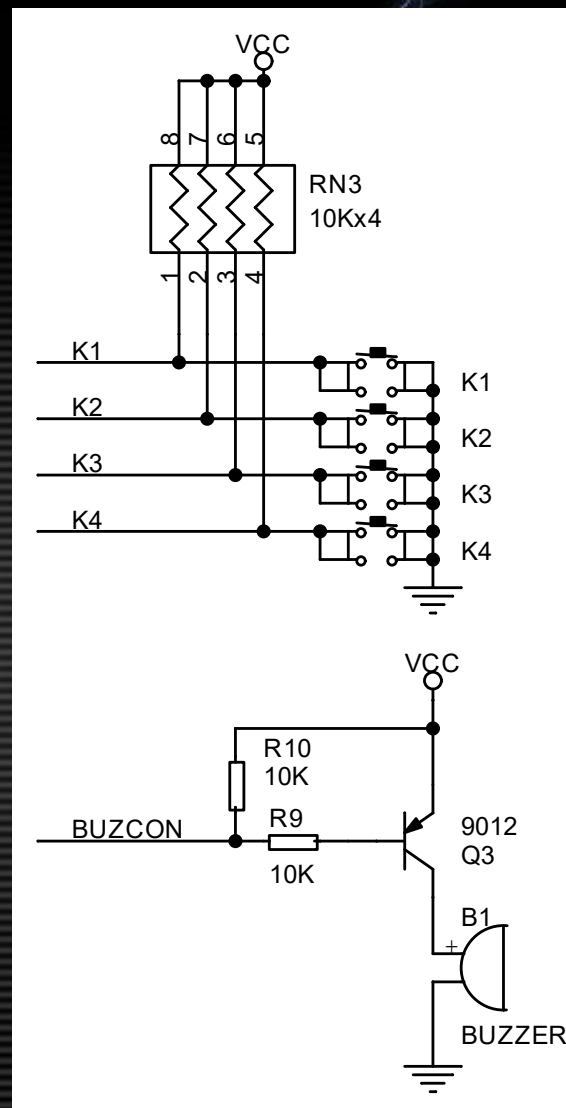 VCC
8 7 6 5
RN3
10Kx4
1 2 3 4
K1
K1
K2
K2
K3
K3
K4
K4
VCC
R10
10K
BUZCON
R9
10K
9012
Q3
B1
+
BUZZER